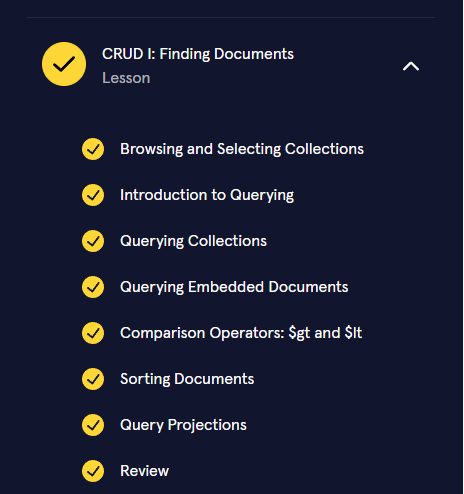 CRUD I: Finding Documents
Lesson
Browsing and Selecting Collections
Introduction to Querying
Querying Collections
Querying Embedded Documents
Comparison Operators: $gt and $lt
Sorting Documents
Query Projections
Review